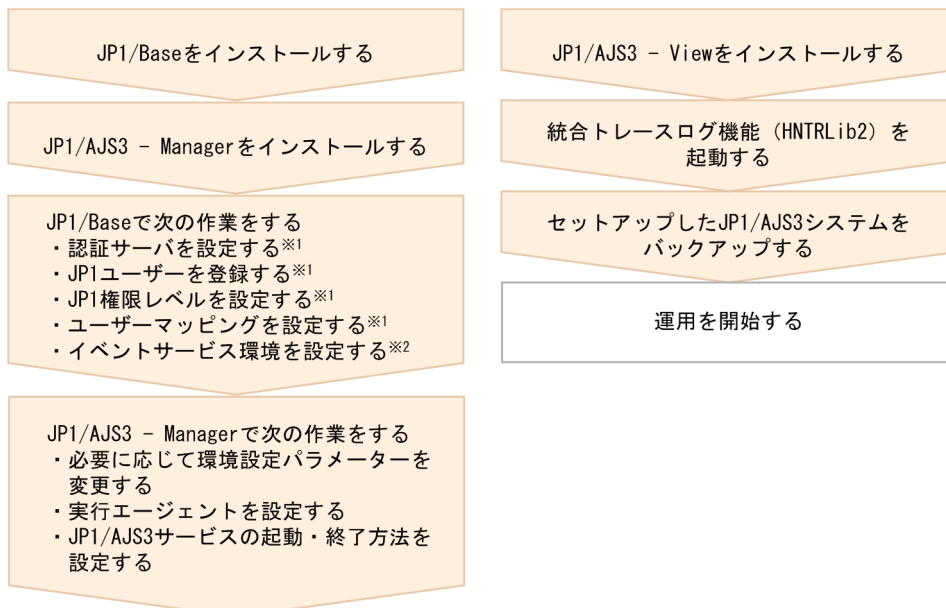 JP1/Baseをインストールする
JP1/AJS3 - Managerをインストールする
JP1/Baseで次の作業をする
・認証サーバを設定する※1
・JP1ユーザーを登録する※1
・JP1権限レベルを設定する※1
・ユーザーマッピングを設定する※1
・イベントサービス環境を設定する※2
JP1/AJS3 - Managerで次の作業をする
・必要に応じて環境設定パラメーターを
変更する
・実行エージェントを設定する
・JP1/AJS3サービスの起動・終了方法を
設定する
JP1/AJS3 - Viewをインストールする
統合トレースログ機能（HNTRLib2）を
起動する
セットアップしたJP1/AJS3システムを
バックアップする
運用を開始する